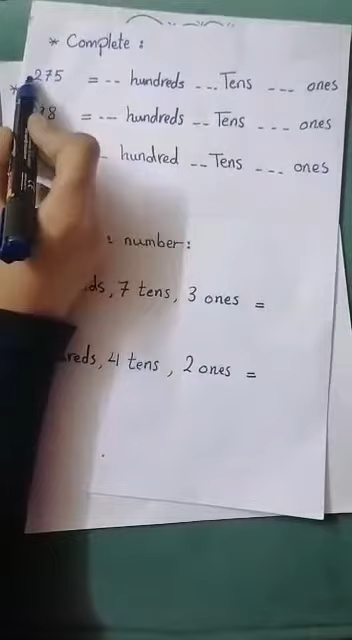 * Complete :
* 275 = -- hundreds --- Tens --- ones
8 = --- hundreds -- Tens --- ones
hundred -- Tens --- ones
number :
ds, 7 tens, 3 ones =
reds, 4 tens, 2 ones =